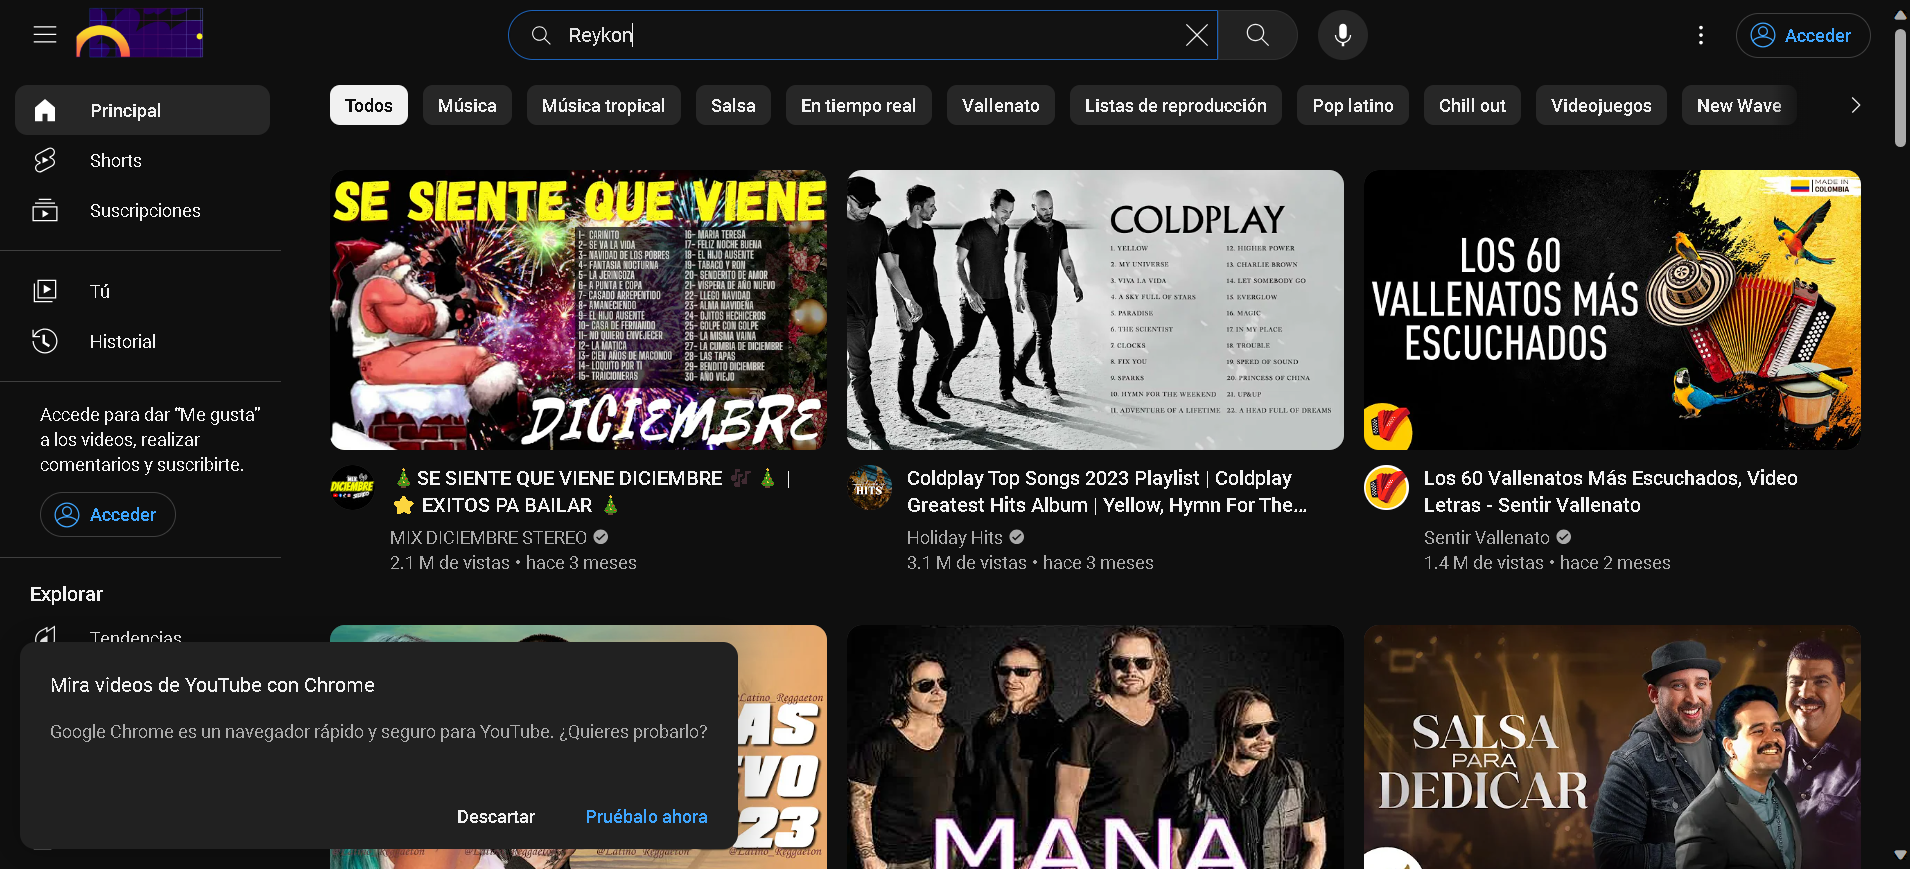 Reykon
Acceder
Principal
Shorts
Suscripciones
Tú
Historial
Accede para dar “Me gusta”
a los videos, realizar
comentarios y suscribirte.
Acceder
Explorar
Tendencias
Todos
Música
Música tropical
Salsa
En tiempo real
Vallenato
Listas de reproducción
Pop latino
Chill out
Videojuegos
New Wave
SE SIENTE QUE VIENE
1- CARIÑITO
2- SE VA LA VIDA
3- NAVIDAD DE LOS POBRES
4- FANTASIA NOCTURNA
5- LA JERINGOZA
6- A PUNTA E COPA
7- CASADO ARREPENTIDO
8- AMANECIENDO
9- EL HIJO AUSENTE
10- CASA DE FERNANDO
11- NO QUIERO ENVEJECER
12- LA MATICA
13- CIEN AÑOS DE MACONDO
14- LOQUITO POR TI
15- TRAICIONERAS
16- MARIA TERESA
17- FELIZ NOCHE BUENA
18- EL HIJO AUSENTE
19- TABACO Y RON
20- SENDERITO DE AMOR
21- VISPERA DE AÑO NUEVO
22- LLEGO NAVIDAD
23- ALMA NAVIDEÑA
24- OJITOS HECHICEROS
25- GOLPE CON GOLPE
26- LA MISMA VAINA
27- LA CUMBIA DE DICIEMBRE
28- LAS TAPAS
29- BENDITO DICIEMBRE
30- AÑO VIEJO
DICIEMBRE
COLDPLAY
1. YELLOW
2. MY UNIVERSE
3. VIVA LA VIDA
4. A SKY FULL OF STARS
5. PARADISE
6. THE SCIENTIST
7. CLOCKS
8. FIX YOU
9. SPARKS
10. HYMN FOR THE WEEKEND
11. ADVENTURE OF A LIFETIME
12. HIGHER POWER
13. CHARLIE BROWN
14. LET SOMEBODY GO
15. EVERGLOW
16. MAGIC
17. IN MY PLACE
18. TROUBLE
19. SPEED OF SOUND
20. PRINCESS OF CHINA
21. UP&UP
22. A HEAD FULL OF DREAMS
MADE IN
COLOMBIA
LOS 60
VALLENATOS MÁS
ESCUCHADOS
MIX
DICIEMBRE
STEREO
🎄 SE SIENTE QUE VIENE DICIEMBRE 🎶 🎄 |
⭐ EXITOS PA BAILAR 🎄
MIX DICIEMBRE STEREO
2.1 M de vistas • hace 3 meses
HITS
Coldplay Top Songs 2023 Playlist | Coldplay
Greatest Hits Album | Yellow, Hymn For The...
Holiday Hits
3.1 M de vistas • hace 3 meses
Los 60 Vallenatos Más Escuchados, Video
Letras - Sentir Vallenato
Sentir Vallenato
1.4 M de vistas • hace 2 meses
@Latino_Reggaeton
AS
EVO
23
@Latino_Reggaeton
@Latino_Reggaeton
@Latino_Reggaeton
MANA
SALSA
PARA
DEDICAR
Mira videos de YouTube con Chrome
Google Chrome es un navegador rápido y seguro para YouTube. ¿Quieres probarlo?
Descartar
Pruébalo ahora